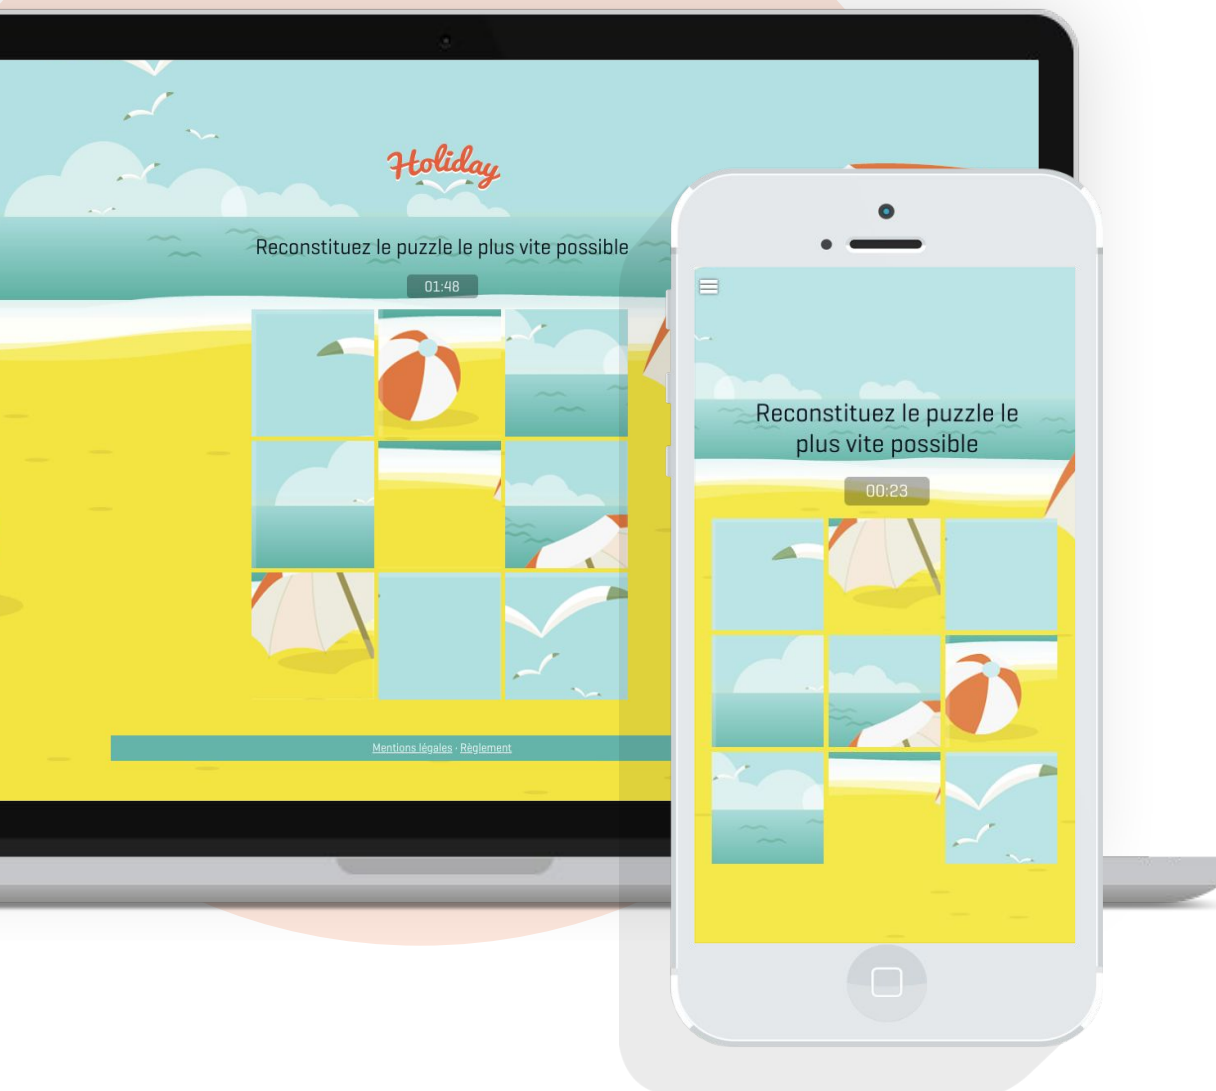 Holiday
Reconstituez le puzzle le plus vite possible
01:48
Mentions légales · Règlement
Reconstituez le puzzle le
plus vite possible
00:23